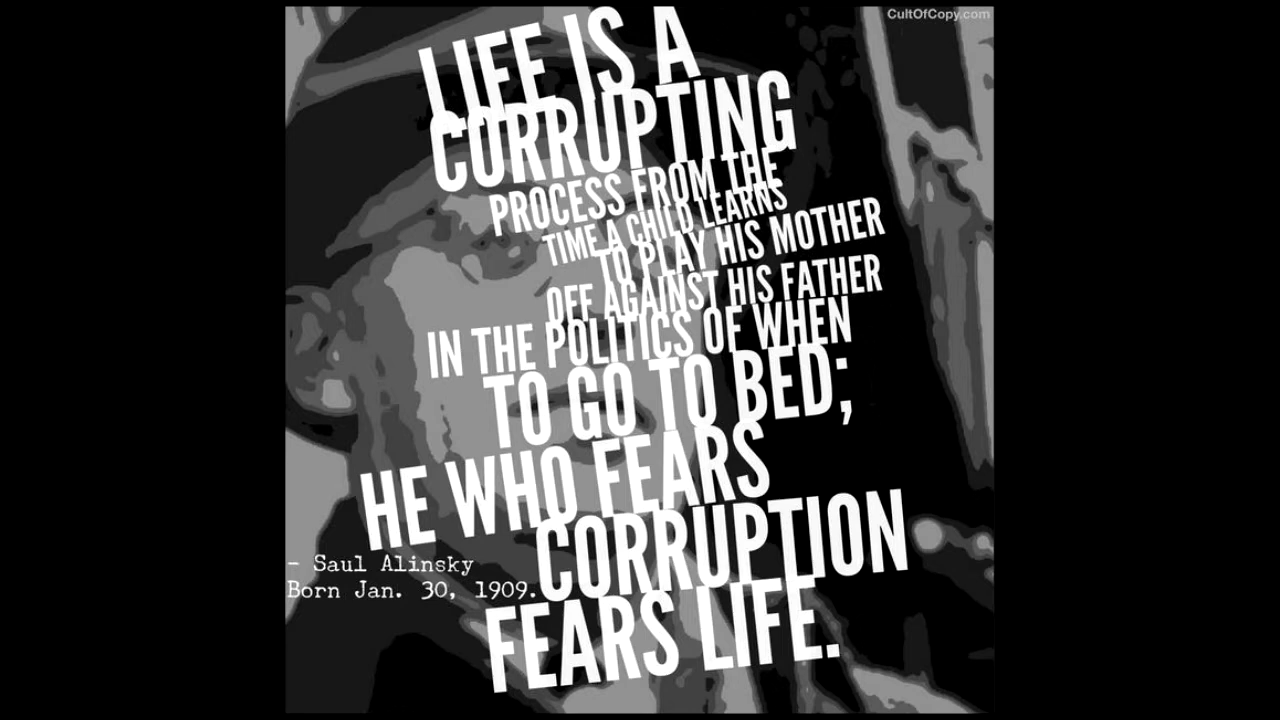 CultOfCopy.com
LIFE IS A
CORRUPTING
PROCESS FROM THE
TIME A CHILD LEARNS
TO PLAY HIS MOTHER
OFF AGAINST HIS FATHER
IN THE POLITICS OF WHEN
TO GO TO BED;
HE WHO FEARS
CORRUPTION
FEARS LIFE.
- Saul Alinsky
Born Jan. 30, 1909.